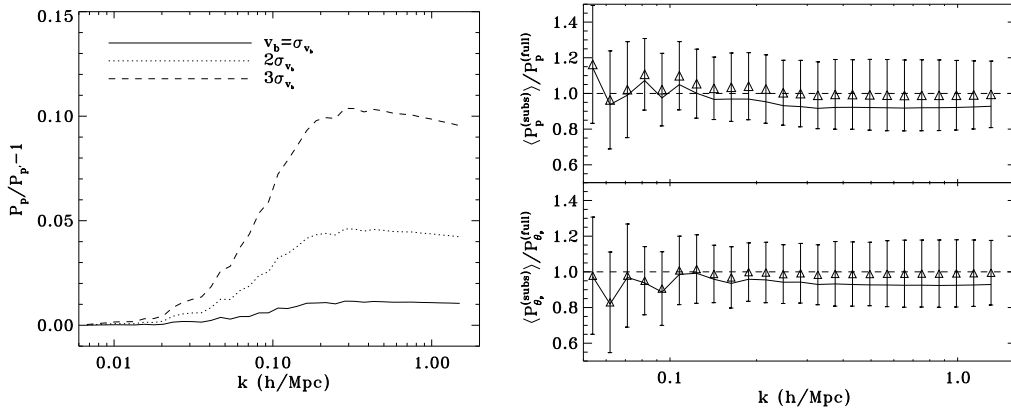 0.15
0.10
0.05
0.00
P_p/P_p'-1
v_b=σ_v_b
2σ_v_b
3σ_v_b
0.01 0.10 1.00
k (h/Mpc)
1.4
1.2
1.0
0.8
0.6
⟨P_p^(subs)⟩/P_p^(full)
1.4
1.2
1.0
0.8
0.6
⟨P_θ_p^(subs)⟩/P_θ_p^(full)
0.1 1.0
k (h/Mpc)